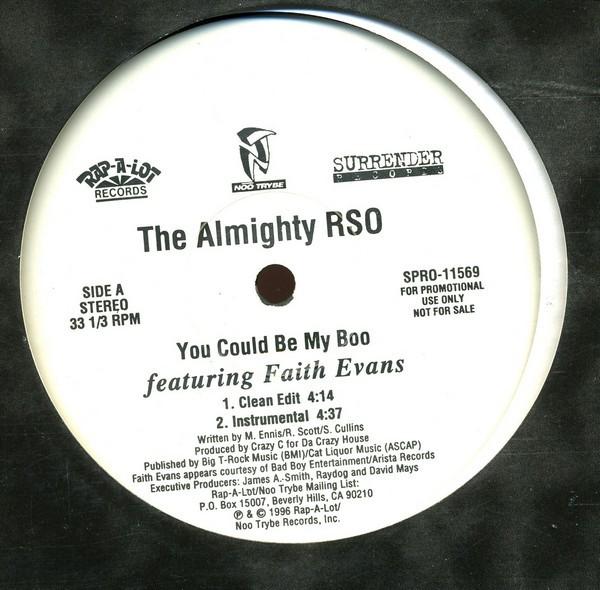 RAP-A-LOT
RECORDS
NOO TRYBE
SURRENDER
RECORDS
The Almighty RSO
SIDE A
STEREO
33 1/3 RPM
SPRO-11569
FOR PROMOTIONAL
USE ONLY
NOT FOR SALE
You Could Be My Boo
featuring Faith Evans
1. Clean Edit 4:14
2. Instrumental 4:37
Written by M. Ennis/R. Scott/S. Cullins
Produced by Crazy C for Da Crazy House
Published by Big T-Rock Music (BMI)/Cat Liquor Music (ASCAP)
Faith Evans appears courtesy of Bad Boy Entertainment/Arista Records
Executive Producers: James A.-Smith, Raydog and David Mays
Rap-A-Lot/Noo Trybe Mailing List:
P.O. Box 15007, Beverly Hills, CA 90210
℗ & © 1996 Rap-A-Lot/
Noo Trybe Records, Inc.